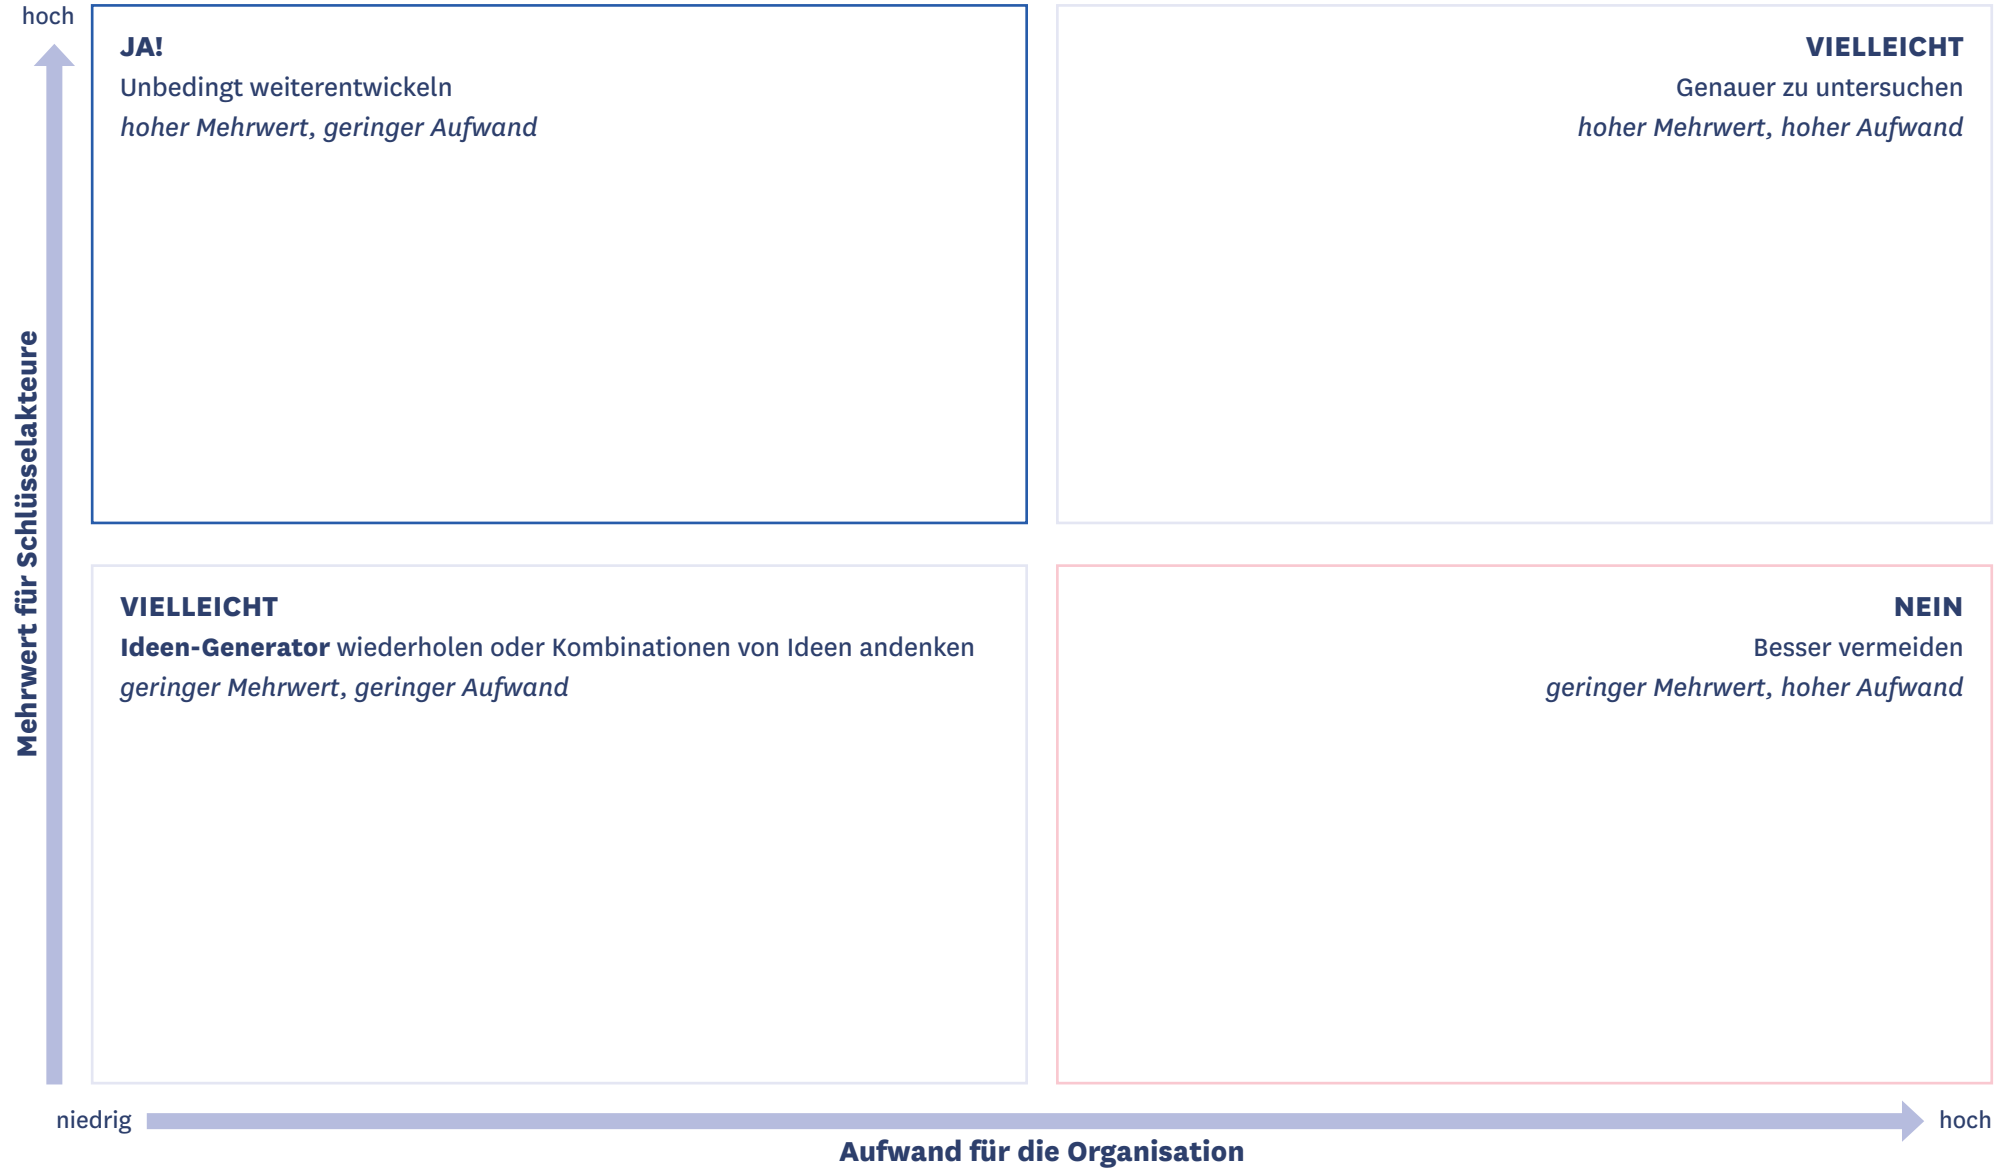 hoch
JA!
Unbedingt weiterentwickeln
hoher Mehrwert, geringer Aufwand
VIELLEICHT
Genauer zu untersuchen
hoher Mehrwert, hoher Aufwand
Mehrwert für Schlüsselakteure
VIELLEICHT
Ideen-Generator wiederholen oder Kombinationen von Ideen andenken
geringer Mehrwert, geringer Aufwand
NEIN
Besser vermeiden
geringer Mehrwert, hoher Aufwand
niedrig
hoch
Aufwand für die Organisation